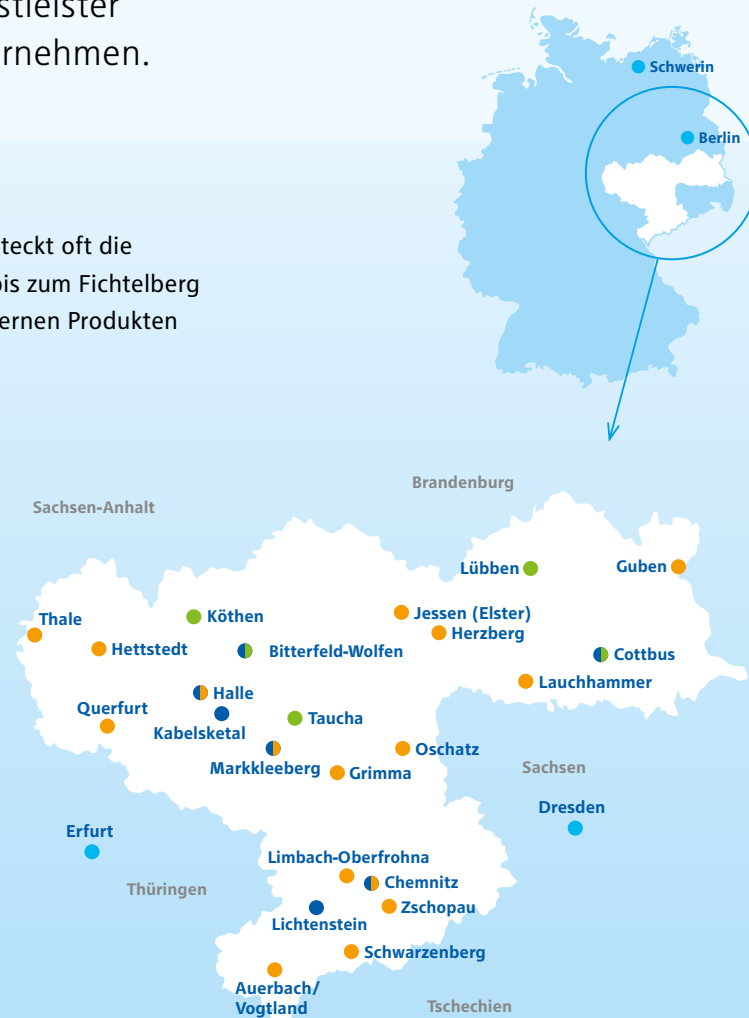 stleister
rnehmen.
Schwerin
Berlin
teckt oft die
bis zum Fichtelberg
ernen Produkten
Brandenburg
Sachsen-Anhalt
Lübben
Guben
Thale
Köthen
Jessen (Elster)
Herzberg
Hettstedt
Bitterfeld-Wolfen
Cottbus
Lauchhammer
Halle
Querfurt
Kabelsketal
Taucha
Markkleeberg
Oschatz
Grimma
Sachsen
Dresden
Erfurt
Limbach-Oberfrohna
Thüringen
Chemnitz
Zschopau
Lichtenstein
Schwarzenberg
Auerbach/
Vogtland
Tschechien